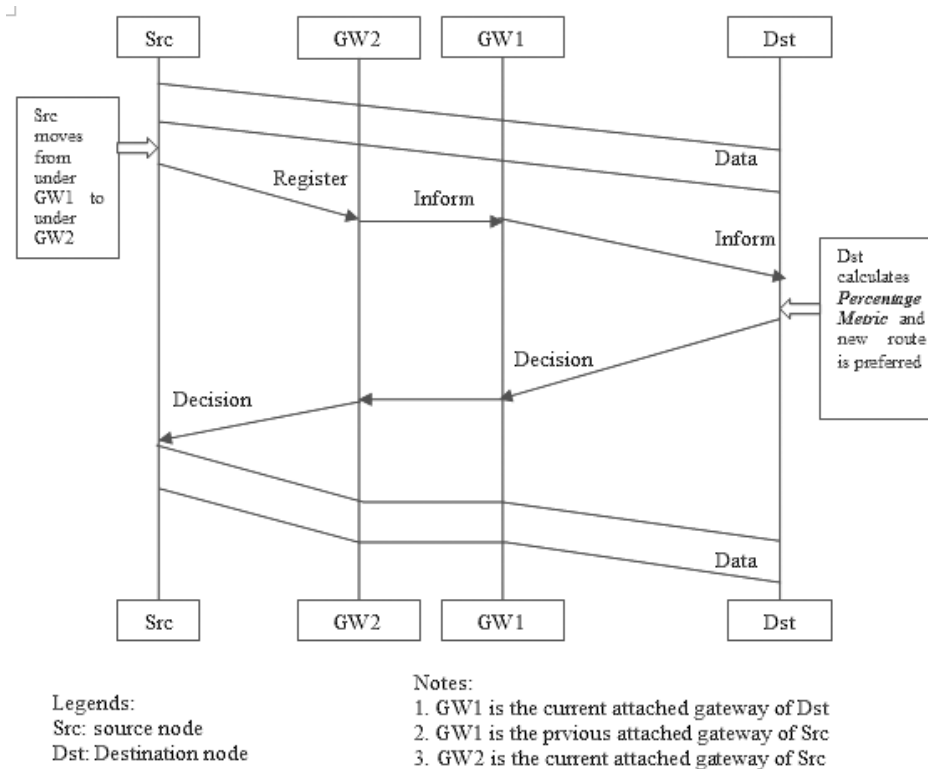 Src GW2 GW1 Dst
Src
moves
from
under
GW1 to
under
GW2
Data
Register
Inform
Inform
Dst
calculates
Percentage
Metric and
new route
is preferred
Decision
Decision
Data
Src GW2 GW1 Dst
Legends:
Src: source node
Dst: Destination node
Notes:
1. GW1 is the current attached gateway of Dst
2. GW1 is the prvious attached gateway of Src
3. GW2 is the current attached gateway of Src